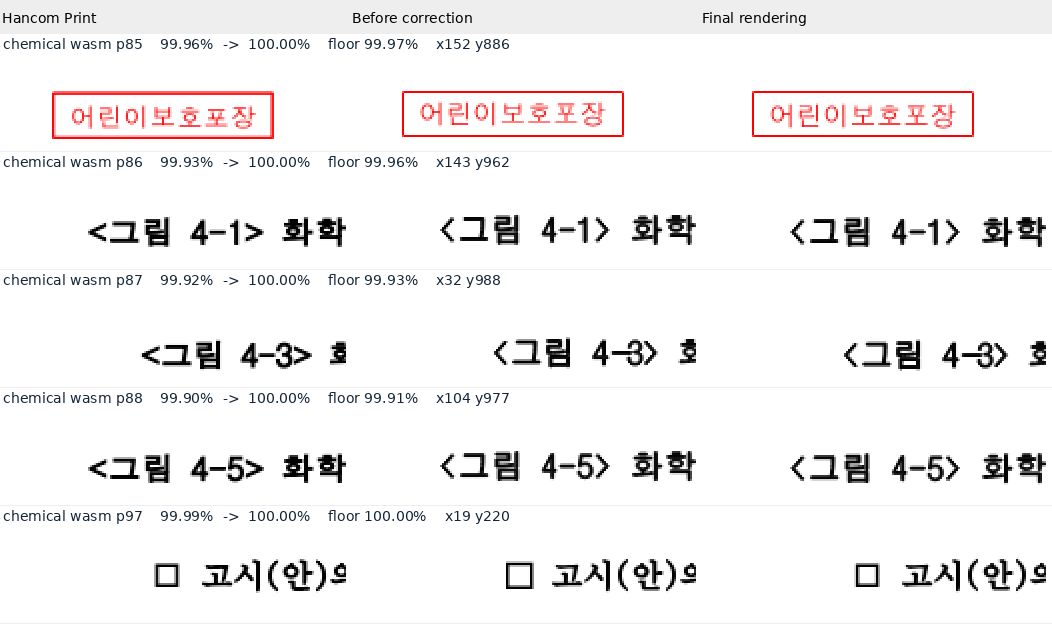 Hancom Print Before correction Final rendering
chemical wasm p85 99.96% -> 100.00% floor 99.97% x152 y886
어린이보호포장 어린이보호포장 어린이보호포장
chemical wasm p86 99.93% -> 100.00% floor 99.96% x143 y962
<그림 4-1> 화학 <그림 4-1> 화학 <그림 4-1> 화학
chemical wasm p87 99.92% -> 100.00% floor 99.93% x32 y988
<그림 4-3> <그림 4-3> <그림 4-3>
chemical wasm p88 99.90% -> 100.00% floor 99.91% x104 y977
<그림 4-5> 화학 <그림 4-5> 화학 <그림 4-5> 화학
chemical wasm p97 99.99% -> 100.00% floor 100.00% x19 y220
□ 고시(안) □ 고시(안) □ 고시(안)